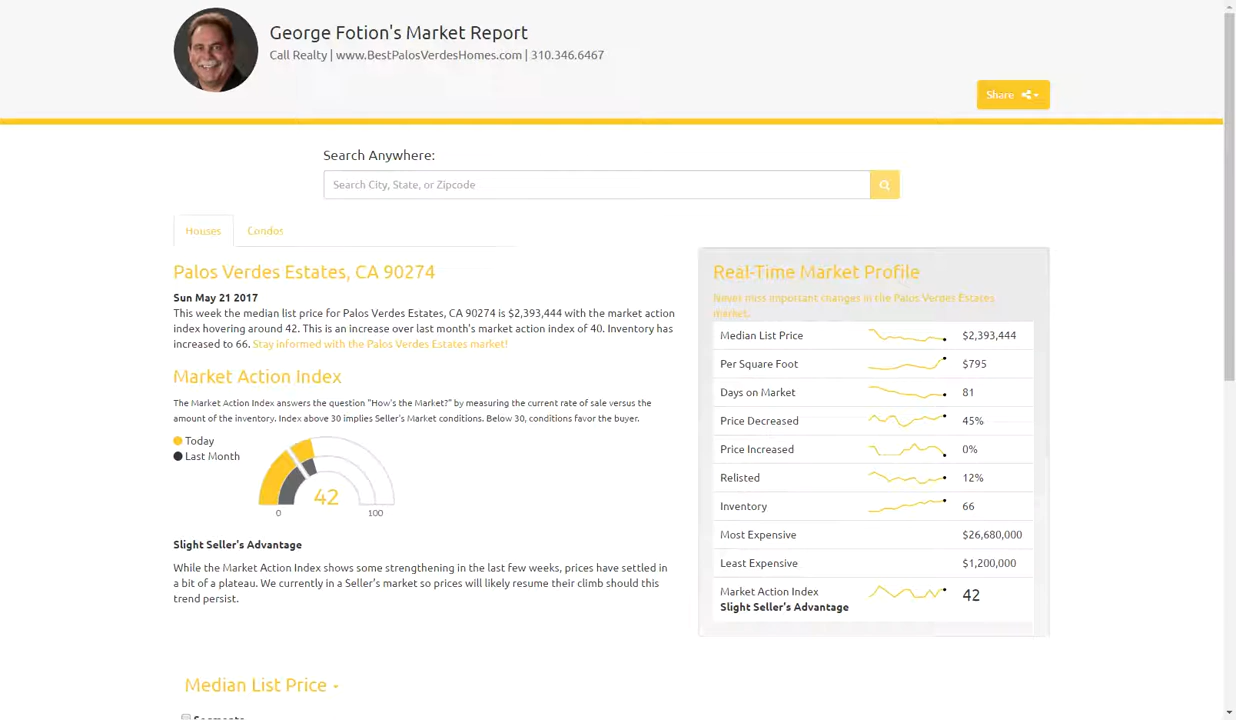 George Fotion's Market Report
Call Realty | www.BestPalosVerdesHomes.com | 310.346.6467
Share
Search Anywhere:
Search City, State, or Zipcode
Houses
Condos
Palos Verdes Estates, CA 90274
Sun May 21 2017
This week the median list price for Palos Verdes Estates, CA 90274 is $2,393,444 with the market action
index hovering around 42. This is an increase over last month's market action index of 40. Inventory has
increased to 66. Stay informed with the Palos Verdes Estates market!
Market Action Index
The Market Action Index answers the question "How's the Market?" by measuring the current rate of sale versus the
amount of the inventory. Index above 30 implies Seller's Market conditions. Below 30, conditions favor the buyer.
Today
Last Month
42
0 100
Slight Seller's Advantage
While the Market Action Index shows some strengthening in the last few weeks, prices have settled in
a bit of a plateau. We currently in a Seller's market so prices will likely resume their climb should this
trend persist.
Real-Time Market Profile
Never miss important changes in the Palos Verdes Estates
market.
Median List Price $2,393,444
Per Square Foot $795
Days on Market 81
Price Decreased 45%
Price Increased 0%
Relisted 12%
Inventory 66
Most Expensive $26,680,000
Least Expensive $1,200,000
Market Action Index 42
Slight Seller's Advantage
Median List Price
Segments